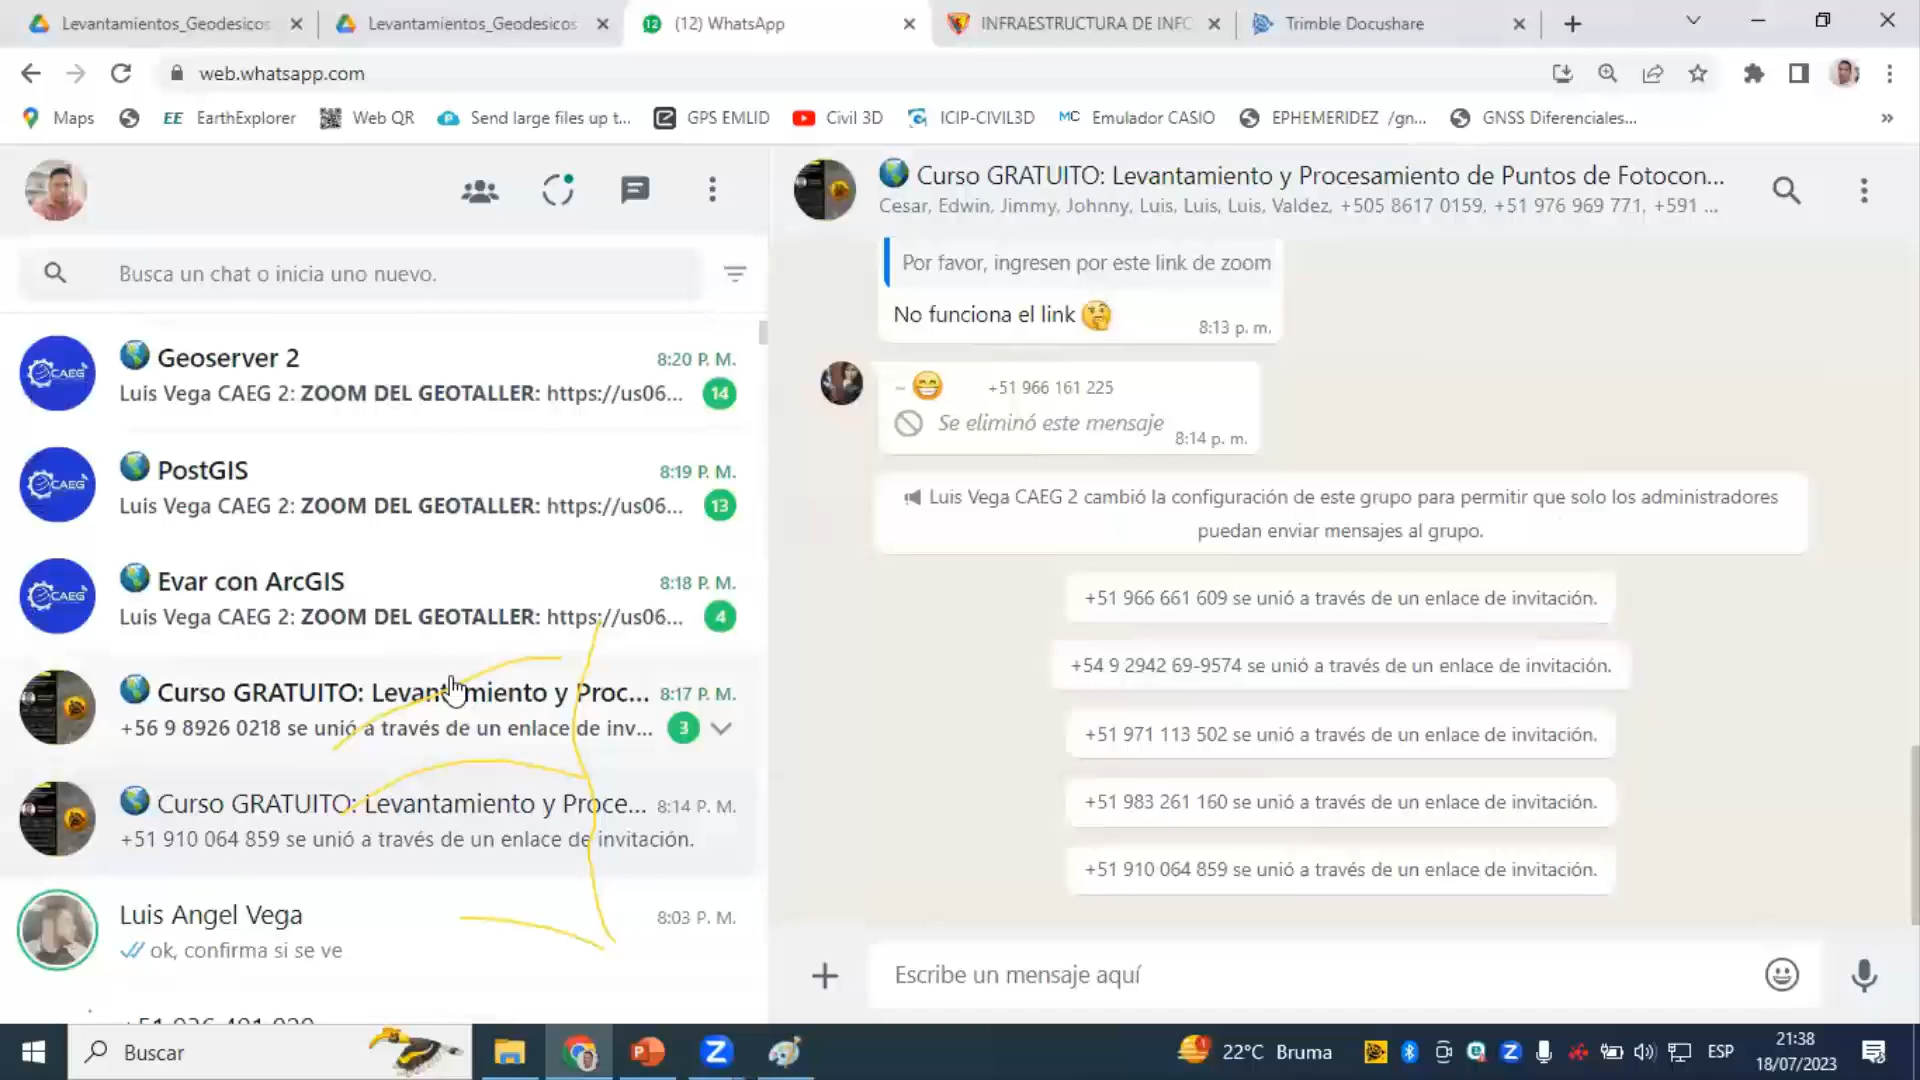 Levantamientos_Geodesicos
Levantamientos_Geodesicos
(12) WhatsApp
INFRAESTRUCTURA DE INFO
Trimble Docushare
web.whatsapp.com
Maps
EE EarthExplorer
Web QR
Send large files up t...
GPS EMLID
Civil 3D
ICIP-CIVIL3D
MC Emulador CASIO
EPHEMERIDEZ /gn...
GNSS Diferenciales...
Busca un chat o inicia uno nuevo.
CAEG
Geoserver 2
8:20 P. M.
Luis Vega CAEG 2: ZOOM DEL GEOTALLER: https://us06...
14
CAEG
PostGIS
8:19 P. M.
Luis Vega CAEG 2: ZOOM DEL GEOTALLER: https://us06...
13
CAEG
Evar con ArcGIS
8:18 P. M.
Luis Vega CAEG 2: ZOOM DEL GEOTALLER: https://us06...
4
Curso GRATUITO: Levantamiento y Proc...
8:17 P. M.
+56 9 8926 0218 se unió a través de un enlace de inv...
3
Curso GRATUITO: Levantamiento y Proce...
8:14 P. M.
+51 910 064 859 se unió a través de un enlace de invitación.
Luis Angel Vega
8:03 P. M.
ok, confirma si se ve
Curso GRATUITO: Levantamiento y Procesamiento de Puntos de Fotocon...
Cesar, Edwin, Jimmy, Johnny, Luis, Luis, Luis, Valdez, +505 8617 0159, +51 976 969 771, +591 ...
Por favor, ingresen por este link de zoom
No funciona el link 🤔
8:13 p. m.
~ 😁 +51 966 161 225
Se eliminó este mensaje
8:14 p. m.
Luis Vega CAEG 2 cambió la configuración de este grupo para permitir que solo los administradores
puedan enviar mensajes al grupo.
+51 966 661 609 se unió a través de un enlace de invitación.
+54 9 2942 69-9574 se unió a través de un enlace de invitación.
+51 971 113 502 se unió a través de un enlace de invitación.
+51 983 261 160 se unió a través de un enlace de invitación.
+51 910 064 859 se unió a través de un enlace de invitación.
Escribe un mensaje aquí
Buscar
22°C Bruma
ESP
21:38
18/07/2023